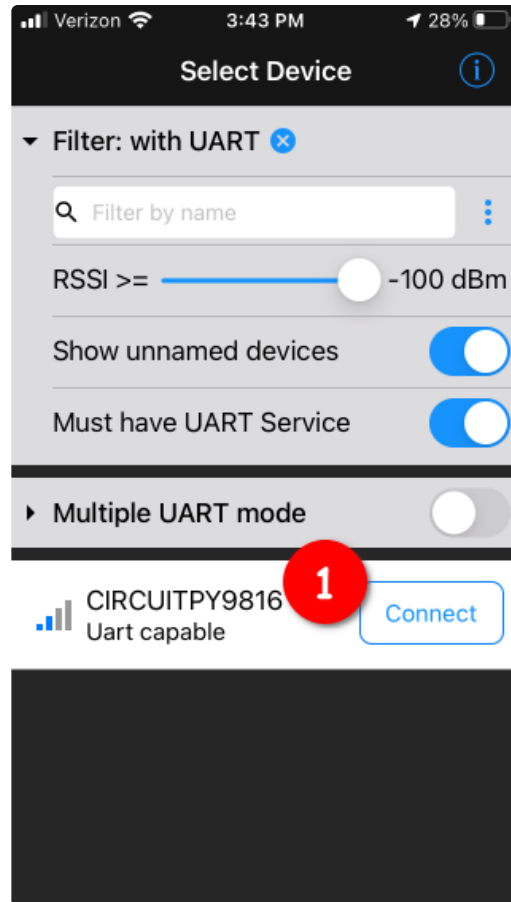 Verizon 3:43 PM 28%
Select Device
Filter: with UART
Filter by name
RSSI >= -100 dBm
Show unnamed devices
Must have UART Service
Multiple UART mode
1
CIRCUITPY9816
Connect
Uart capable